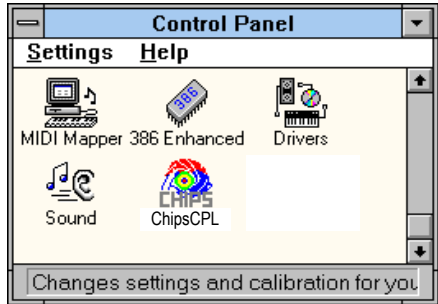 Control Panel
Settings Help
386
MIDI Mapper 386 Enhanced Drivers
CHIPS
Sound ChipsCPL
Changes settings and calibration for you